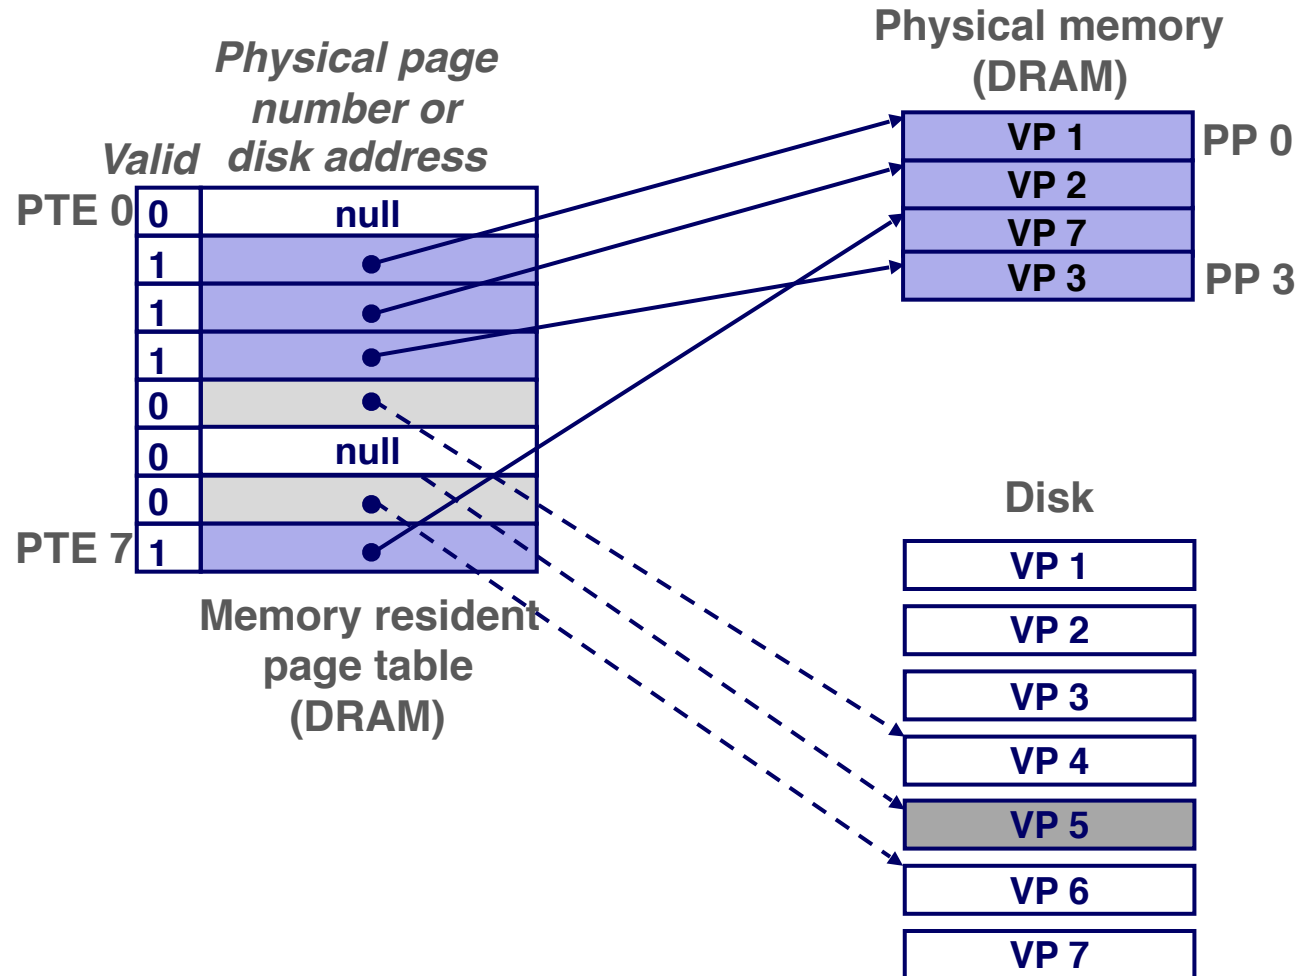 Physical memory
(DRAM)
Physical page
number or
disk address
Valid
VP 1
PP 0
VP 2
VP 7
VP 3
PP 3
PTE 0
0
null
1
1
1
0
0
null
0
PTE 7
1
Memory resident
page table
(DRAM)
Disk
VP 1
VP 2
VP 3
VP 4
VP 5
VP 6
VP 7